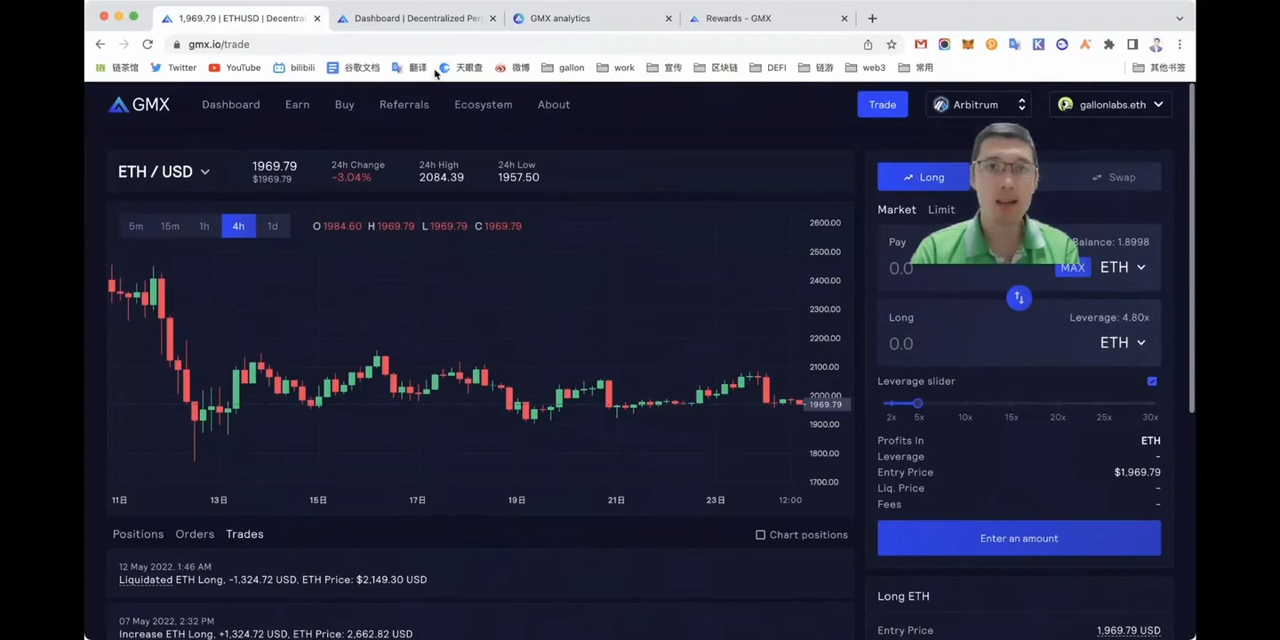 1,969.79 | ETHUSD | Decentral
Dashboard | Decentralized Per
GMX analytics
Rewards - GMX
gmx.io/trade
链茶馆 Twitter YouTube bilibili 谷歌文档 翻译 天眼查 微博 gallon work 宣传 区块链 DEFI 链游 web3 常用 其他书签
GMX Dashboard Earn Buy Referrals Ecosystem About Trade Arbitrum gallonlabs.eth
ETH / USD
1969.79
$1969.79
24h Change
-3.04%
24h High
2084.39
24h Low
1957.50
5m 15m 1h 4h 1d O 1984.60 H 1969.79 L 1969.79 C 1969.79
2600.00
2500.00
2400.00
2300.00
2200.00
2100.00
2000.00
1969.79
1900.00
1800.00
1700.00
11日 13日 15日 17日 19日 21日 23日 12:00
Positions Orders Trades Chart positions
12 May 2022, 1:46 AM
Liquidated ETH Long, -1,324.72 USD, ETH Price: $2,149.30 USD
07 May 2022, 2:32 PM
Increase ETH Long, +1,324.72 USD, ETH Price: 2,662.82 USD
Long Swap
Market Limit
Pay Balance: 1.8998
0.0 MAX ETH
Long Leverage: 4.80x
0.0 ETH
Leverage slider
2x 5x 10x 15x 20x 25x 30x
Profits In ETH
Leverage -
Entry Price $1,969.79
Liq. Price -
Fees -
Enter an amount
Long ETH
Entry Price 1,969.79 USD